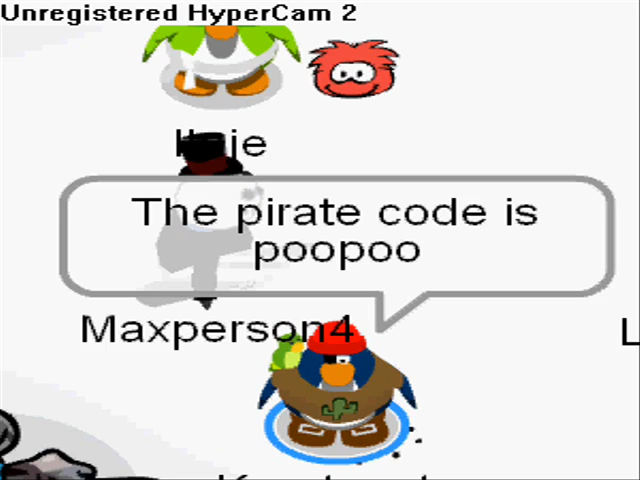 Unregistered HyperCam 2
The pirate code is
poopoo
Maxperson4
L